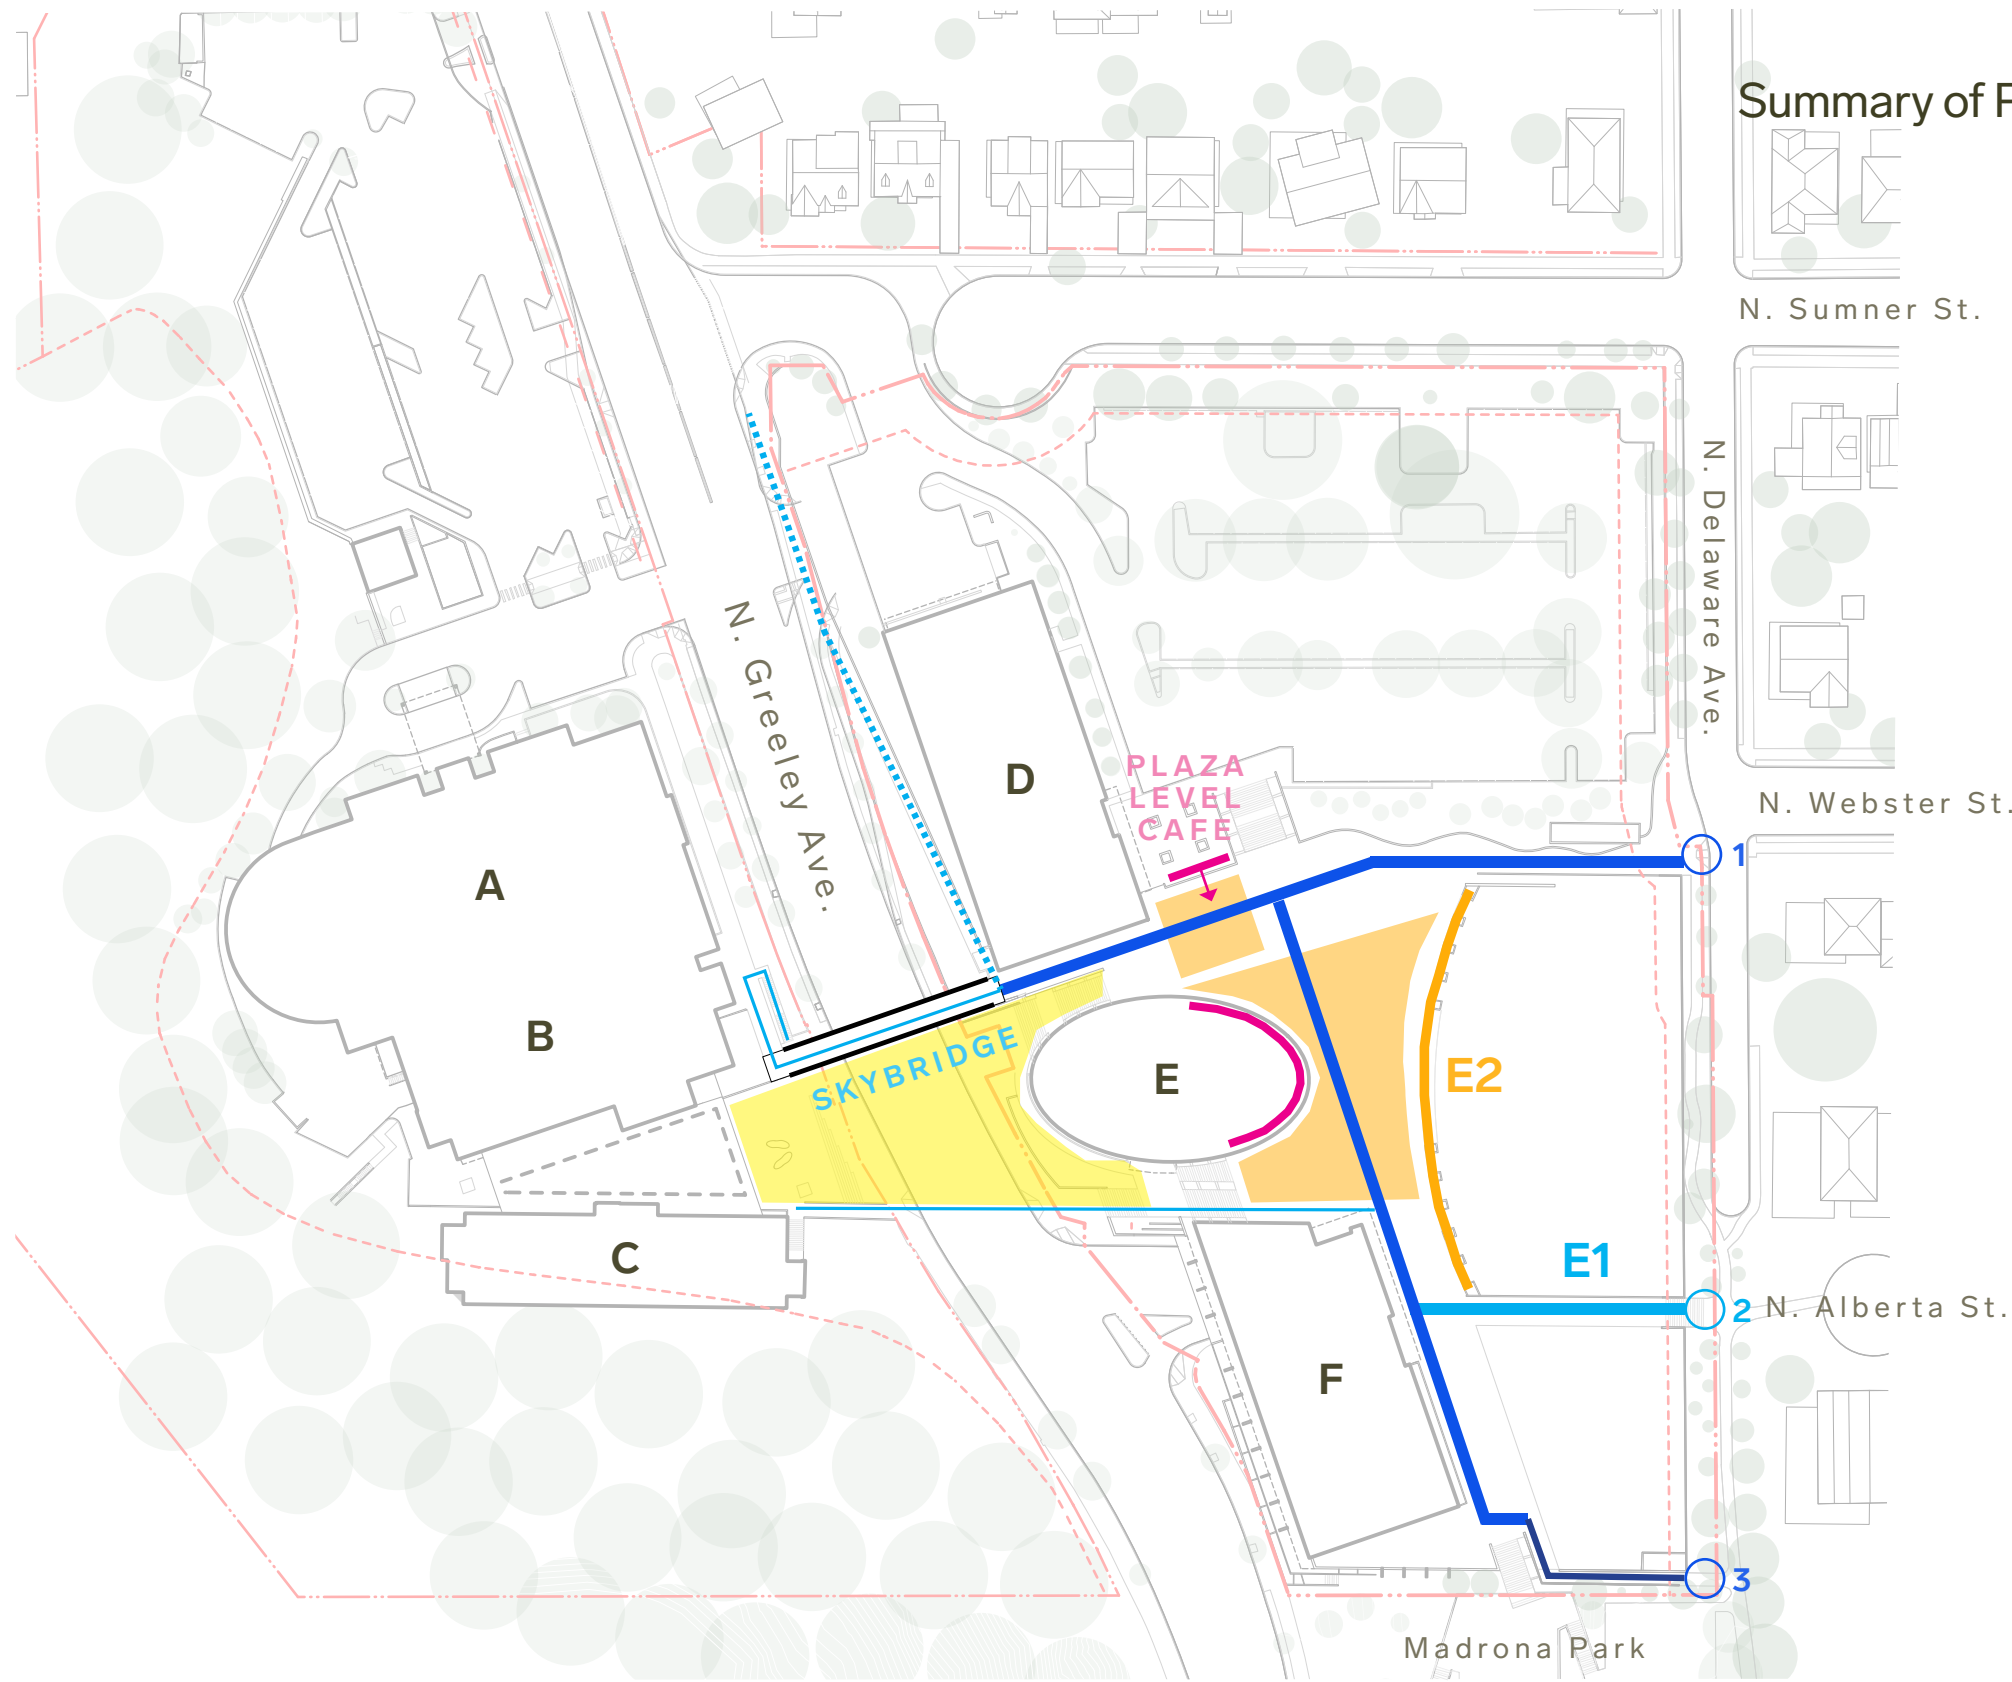 Summary of
N. Sumner St.
N. Delaware Ave.
N. Greeley Ave.
PLAZA
LEVEL
CAFE
D
N. Webster St.
1
A
B
SKYBRIDGE
E
E2
C
E1
2
N. Alberta St.
F
3
Madrona Park